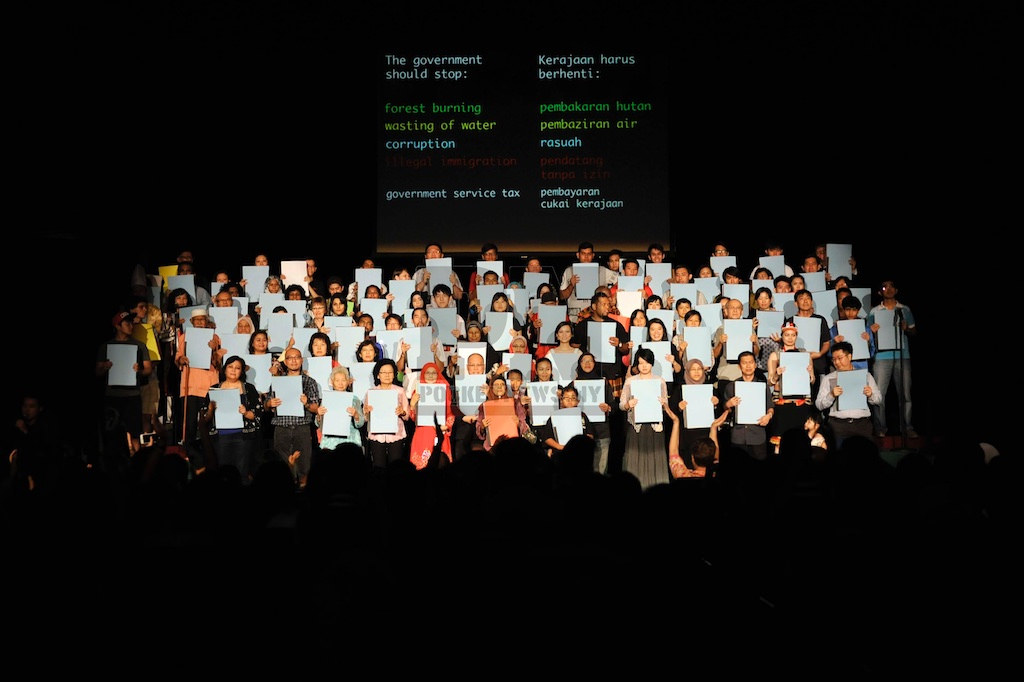 The government
should stop:
forest burning
wasting of water
corruption
illegal immigration
government service tax
Kerajaan harus
berhenti:
pembakaran hutan
pembaziran air
rasuah
pendatang
tanpa izin
pembayaran
cukai kerajaan